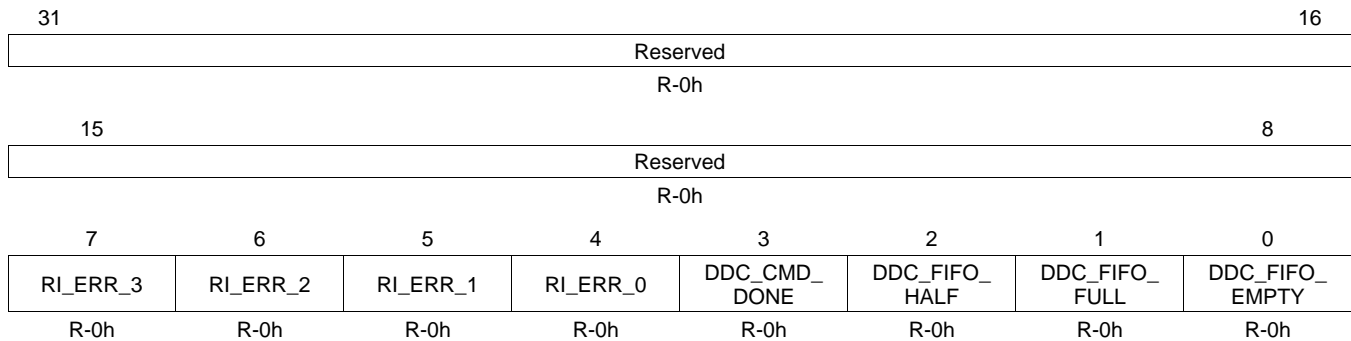 31 16
Reserved
R-0h
15 8
Reserved
R-0h
7 6 5 4 3 2 1 0
RI_ERR_3 RI_ERR_2 RI_ERR_1 RI_ERR_0 DDC_CMD_ DDC_FIFO_ DDC_FIFO_ DDC_FIFO_
DONE HALF FULL EMPTY
R-0h R-0h R-0h R-0h R-0h R-0h R-0h R-0h